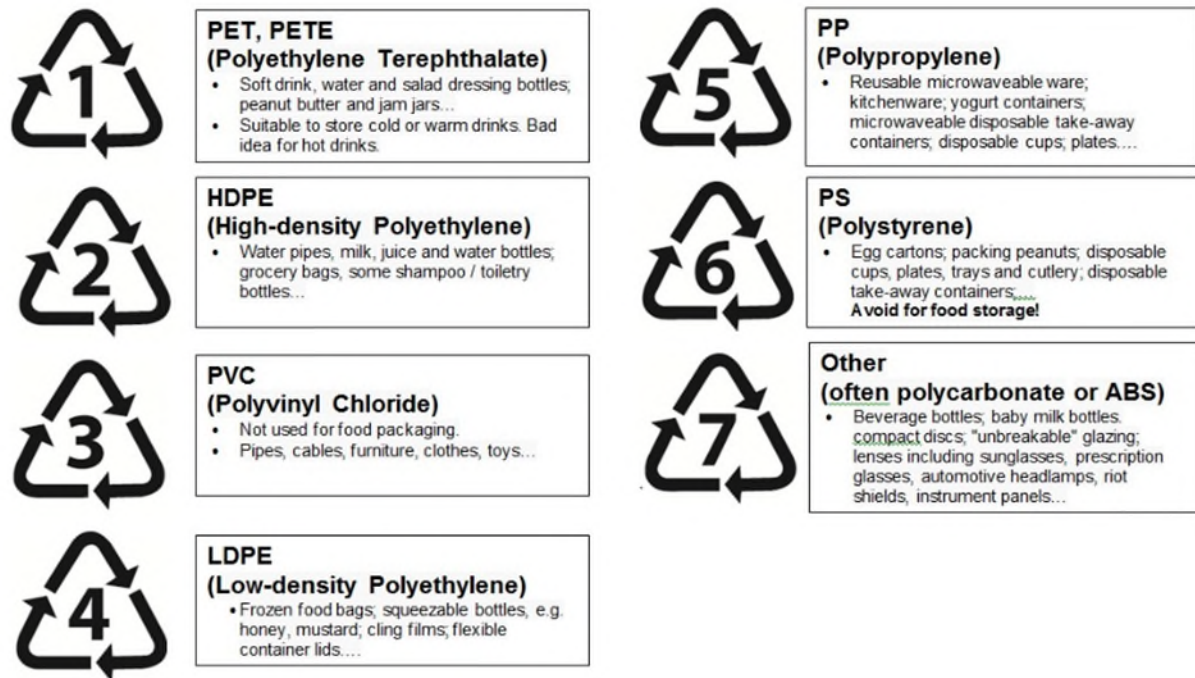 1
PET, PETE
(Polyethylene Terephthalate)
• Soft drink, water and salad dressing bottles;
peanut butter and jam jars…
• Suitable to store cold or warm drinks. Bad
idea for hot drinks.
2
HDPE
(High-density Polyethylene)
• Water pipes, milk, juice and water bottles;
grocery bags, some shampoo / toiletry
bottles…
3
PVC
(Polyvinyl Chloride)
• Not used for food packaging.
• Pipes, cables, furniture, clothes, toys…
4
LDPE
(Low-density Polyethylene)
• Frozen food bags; squeezable bottles, e.g.
honey, mustard; cling films; flexible
container lids….
5
PP
(Polypropylene)
• Reusable microwaveable ware;
kitchenware; yogurt containers;
microwaveable disposable take-away
containers; disposable cups; plates….
6
PS
(Polystyrene)
• Egg cartons; packing peanuts; disposable
cups, plates, trays and cutlery; disposable
take-away containers;…
Avoid for food storage!
7
Other
(often polycarbonate or ABS)
• Beverage bottles; baby milk bottles.
compact discs; "unbreakable" glazing;
lenses including sunglasses, prescription
glasses, automotive headlamps, riot
shields, instrument panels…